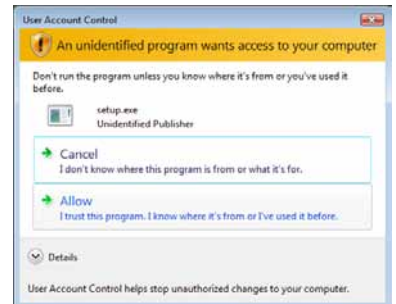 User Account Control
An unidentified program wants access to your computer
Don't run the program unless you know where it's from or you've used it
before.
setup.exe
Unidentified Publisher
Cancel
I don't know where this program is from or what it's for.
Allow
I trust this program. I know where it's from or I've used it before.
Details
User Account Control helps stop unauthorized changes to your computer.